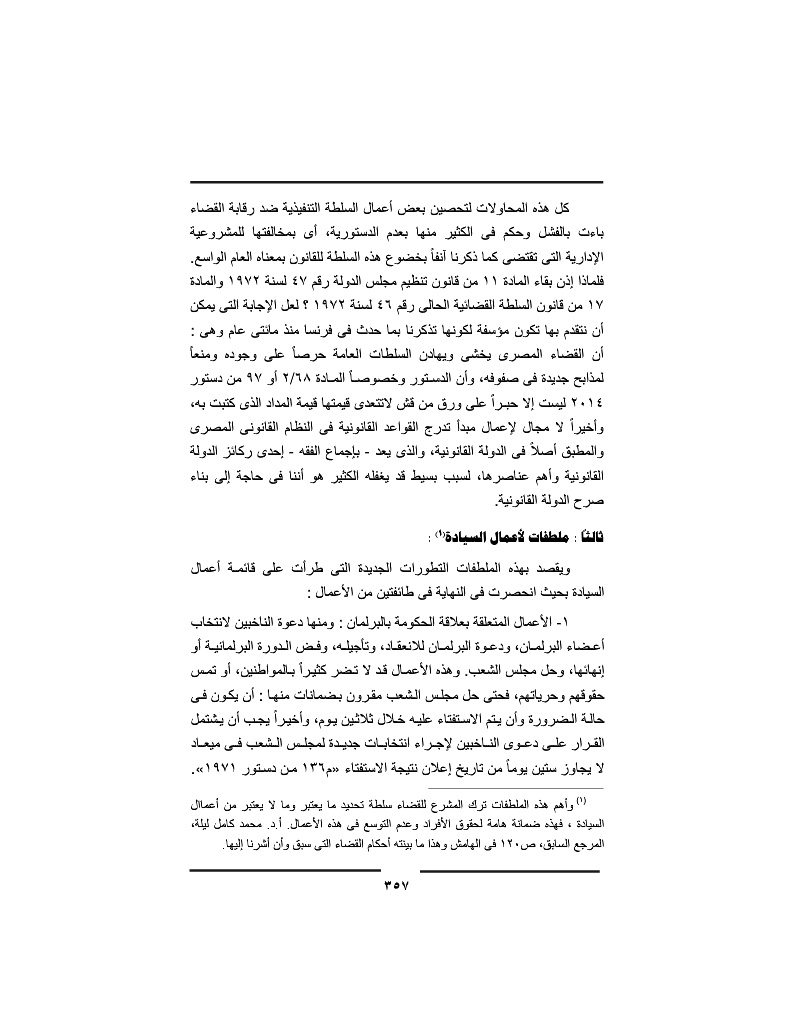 كل هذه المحاولات لتحصين بعض أعمال السلطة التنفيذية ضد رقابة القضاء
باءت بالفشل وحكم فى الكثير منها بعدم الدستورية، أى بمخالفتها للمشروعية
الإدارية التى تقتضى كما ذكرنا آنفاً بخضوع هذه السلطة للقانون بمعناه العام الواسع.
فلماذا إذن بقاء المادة ١١ من قانون تنظيم مجلس الدولة رقم ٤٧ لسنة ١٩٧٢ والمادة
١٧ من قانون السلطة القضائية الحالى رقم ٤٦ لسنة ١٩٧٢ ؟ لعل الإجابة التى يمكن
أن نتقدم بها تكون مؤسفة لكونها تذكرنا بما حدث فى فرنسا منذ مائتى عام وهى :
أن القضاء المصرى يخشى ويهادن السلطات العامة حرصاً على وجوده ومنعاً
لمذابح جديدة فى صفوفه، وأن الدستور وخصوصاً المادة ٢/٦٨ أو ٩٧ من دستور
٢٠١٤ ليست إلا حبراً على ورق من قش لاتتعدى قيمتها قيمة المداد الذى كتبت به،
وأخيراً لا مجال لإعمال مبدأ تدرج القواعد القانونية فى النظام القانونى المصرى
والمطبق أصلاً فى الدولة القانونية، والذى يعد - بإجماع الفقه - إحدى ركائز الدولة
القانونية وأهم عناصرها، لسبب بسيط قد يغفله الكثير هو أننا فى حاجة إلى بناء
صرح الدولة القانونية.
ثالثاً : ملطفات لأعمال السيادة(١) :
ويقصد بهذه الملطفات التطورات الجديدة التى طرأت على قائمة أعمال
السيادة بحيث انحصرت فى النهاية فى طائفتين من الأعمال :
١- الأعمال المتعلقة بعلاقة الحكومة بالبرلمان : ومنها دعوة الناخبين لانتخاب
أعضاء البرلمان، ودعوة البرلمان للانعقاد، وتأجيله، وفض الدورة البرلمانية أو
إنهائها، وحل مجلس الشعب. وهذه الأعمال قد لا تضر كثيراً بالمواطنين، أو تمس
حقوقهم وحرياتهم، فحتى حل مجلس الشعب مقرون بضمانات منها : أن يكون فى
حالة الضرورة وأن يتم الاستفتاء عليه خلال ثلاثين يوم، وأخيراً يجب أن يشتمل
القرار على دعوى الناخبين لإجراء انتخابات جديدة لمجلس الشعب فى ميعاد
لا يجاوز ستين يوماً من تاريخ إعلان نتيجة الاستفتاء «م١٣٦ من دستور ١٩٧١».
(١) وأهم هذه الملطفات ترك المشرع للقضاء سلطة تحديد ما يعتبر وما لا يعتبر من أعماال
السيادة ، فهذه ضمانة هامة لحقوق الأفراد وعدم التوسع فى هذه الأعمال. أ.د. محمد كامل ليلة،
المرجع السابق، ص١٢٠ فى الهامش وهذا ما بينته أحكام القضاء التى سبق وأن أشرنا إليها.
٣٥٧